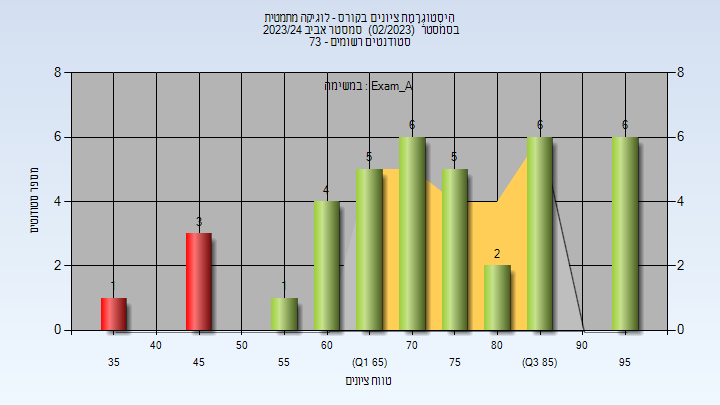 היסטוגרמת ציונים בקורס - לוגיקה מתמטית
בסמסטר (02/2023) סמסטר אביב 2023/24
סטודנטים רשומים - 73
במשימה : Exam_A
8 8
6 6
4 4
2 2
0 0
1 3 1 4 5 6 5 2 6 6
מספר סטודנטים
40 50 60 70 80 90
35 45 55 (Q1 65) 75 (Q3 85) 95
טווח ציונים